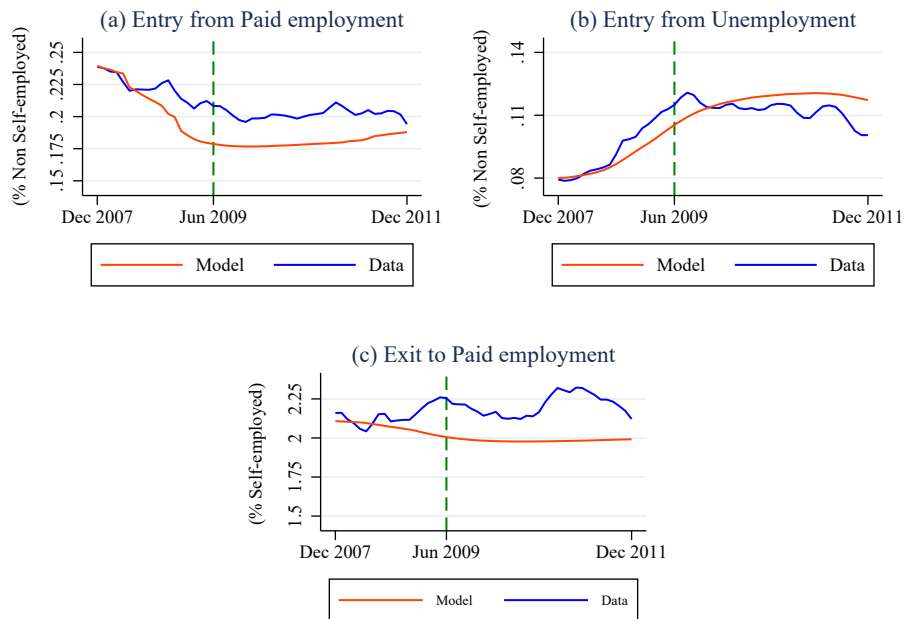 (a) Entry from Paid employment
(% Non Self-employed)
.25
.225
.2
.175
.15
Dec 2007 Jun 2009 Dec 2011
Model Data
(b) Entry from Unemployment
(% Non Self-employed)
.14
.11
.08
Dec 2007 Jun 2009 Dec 2011
Model Data
(c) Exit to Paid employment
(% Self-employed)
2.25
2
1.75
1.5
Dec 2007 Jun 2009 Dec 2011
Model Data